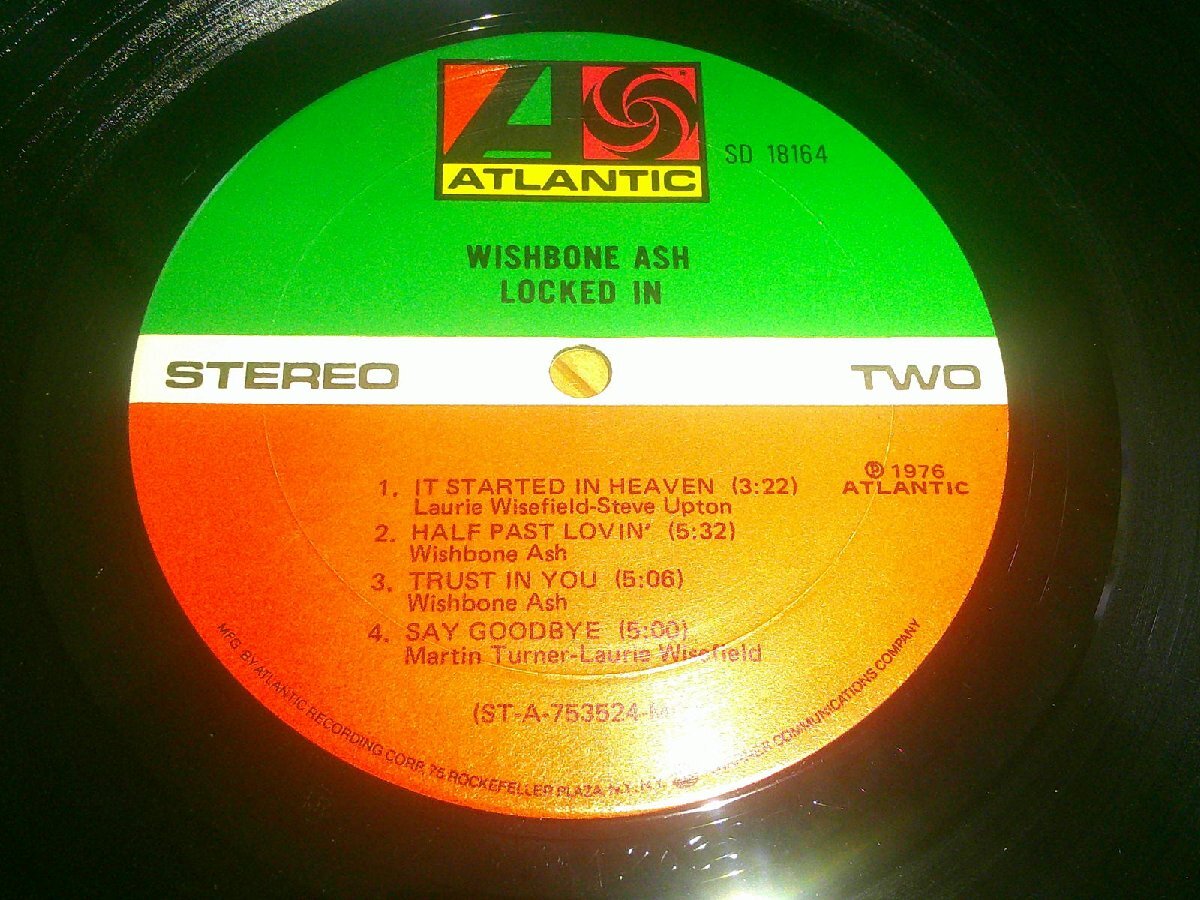 ATLANTIC
SD 18164
WISHBONE ASH
LOCKED IN
STEREO
TWO
℗ 1976
ATLANTIC
1. IT STARTED IN HEAVEN (3:22)
Laurie Wisefield-Steve Upton
2. HALF PAST LOVIN' (5:32)
Wishbone Ash
3. TRUST IN YOU (5:06)
Wishbone Ash
4. SAY GOODBYE (5:00)
Martin Turner-Laurie Wisefield
(ST-A-753524-M
MFG. BY ATLANTIC RECORDING CORP., 75 ROCKEFELLER PLAZA, N.Y., N.Y. COMMUNICATIONS COMPANY